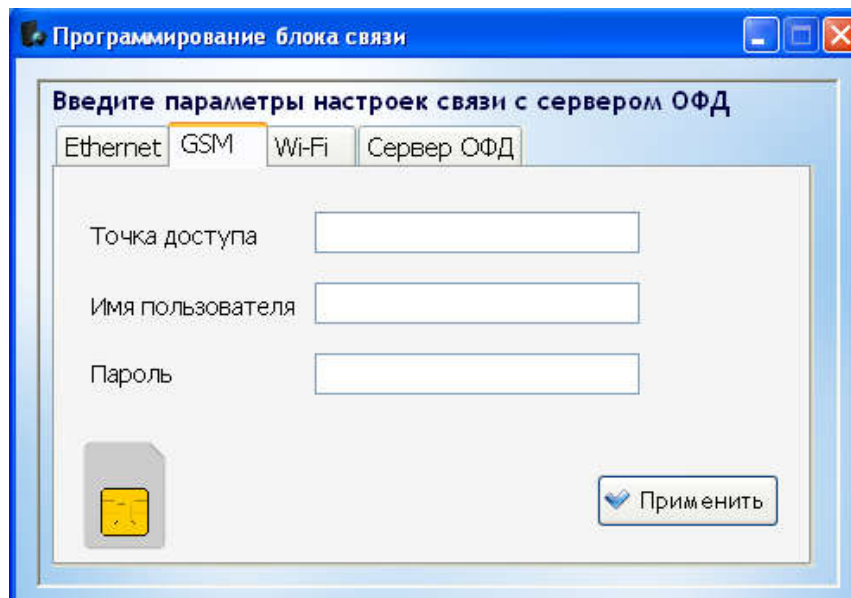 Программирование блока связи
Введите параметры настроек связи с сервером ОФД
Ethernet GSM Wi-Fi Сервер ОФД
Точка доступа
Имя пользователя
Пароль
Применить